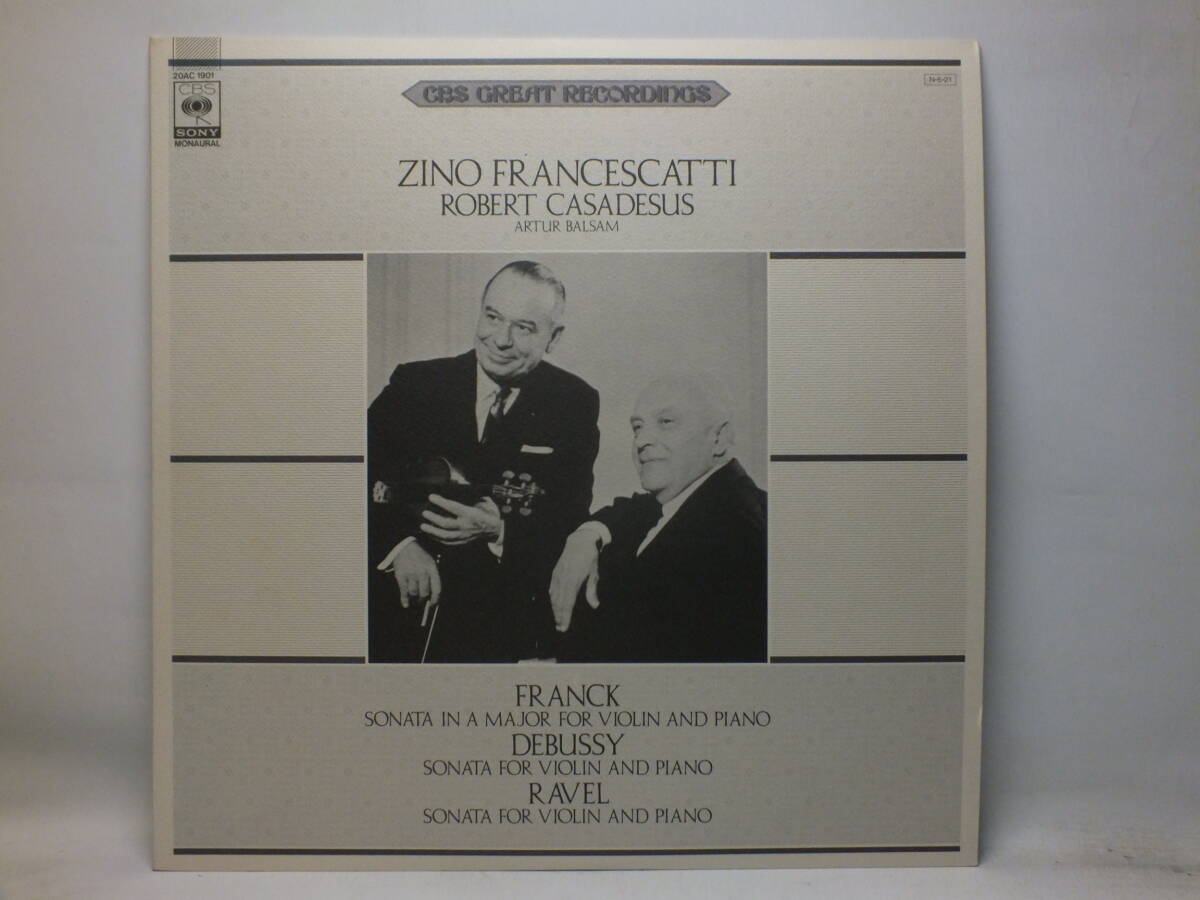 20AC 1901
CBS
SONY
MONAURAL
CBS GREAT RECORDINGS
N-6-21
ZINO FRANCESCATTI
ROBERT CASADESUS
ARTUR BALSAM
FRANCK
SONATA IN A MAJOR FOR VIOLIN AND PIANO
DEBUSSY
SONATA FOR VIOLIN AND PIANO
RAVEL
SONATA FOR VIOLIN AND PIANO